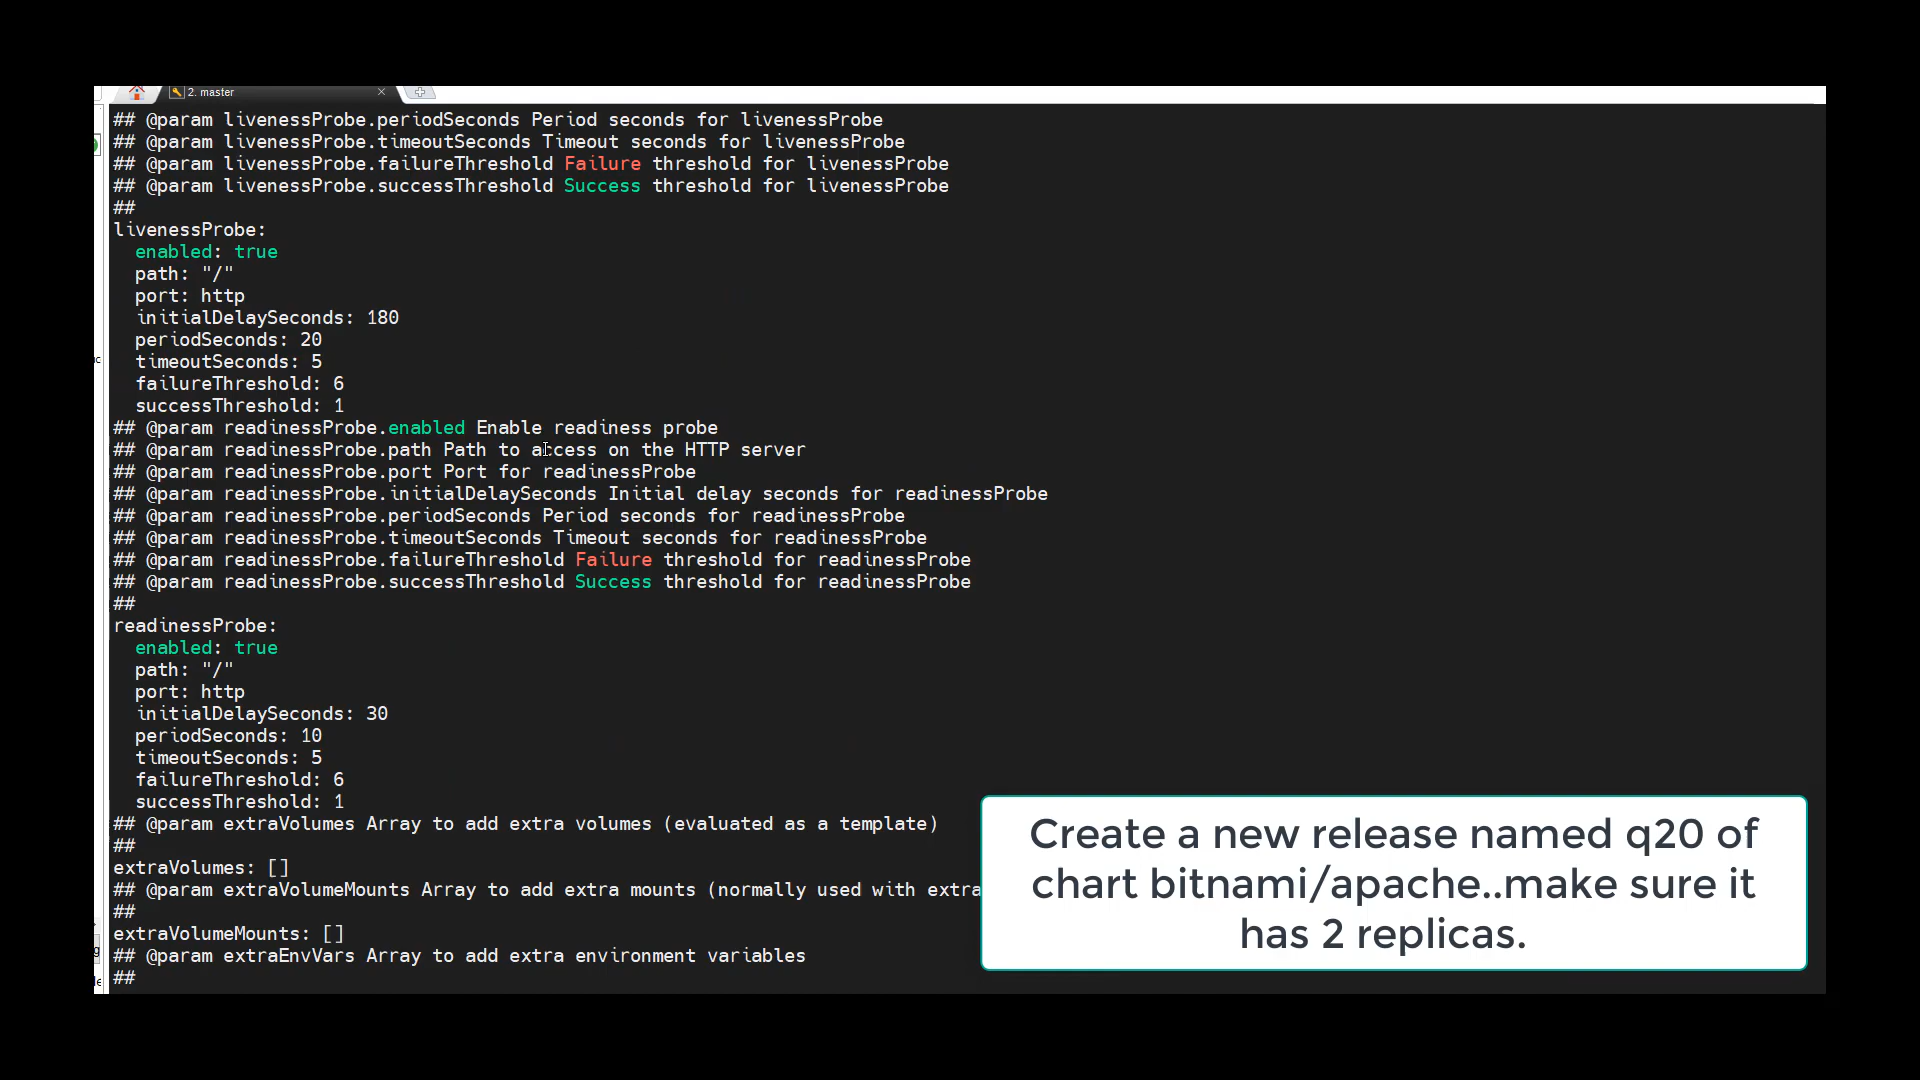 2. master
## @param livenessProbe.periodSeconds Period seconds for livenessProbe
## @param livenessProbe.timeoutSeconds Timeout seconds for livenessProbe
## @param livenessProbe.failureThreshold Failure threshold for livenessProbe
## @param livenessProbe.successThreshold Success threshold for livenessProbe
##
livenessProbe:
  enabled: true
  path: "/"
  port: http
  initialDelaySeconds: 180
  periodSeconds: 20
  timeoutSeconds: 5
  failureThreshold: 6
  successThreshold: 1
## @param readinessProbe.enabled Enable readiness probe
## @param readinessProbe.path Path to access on the HTTP server
## @param readinessProbe.port Port for readinessProbe
## @param readinessProbe.initialDelaySeconds Initial delay seconds for readinessProbe
## @param readinessProbe.periodSeconds Period seconds for readinessProbe
## @param readinessProbe.timeoutSeconds Timeout seconds for readinessProbe
## @param readinessProbe.failureThreshold Failure threshold for readinessProbe
## @param readinessProbe.successThreshold Success threshold for readinessProbe
##
readinessProbe:
  enabled: true
  path: "/"
  port: http
  initialDelaySeconds: 30
  periodSeconds: 10
  timeoutSeconds: 5
  failureThreshold: 6
  successThreshold: 1
## @param extraVolumes Array to add extra volumes (evaluated as a template)
##
extraVolumes: []
## @param extraVolumeMounts Array to add extra mounts (normally used with extra
##
extraVolumeMounts: []
## @param extraEnvVars Array to add extra environment variables
##
Create a new release named q20 of
chart bitnami/apache..make sure it
has 2 replicas.